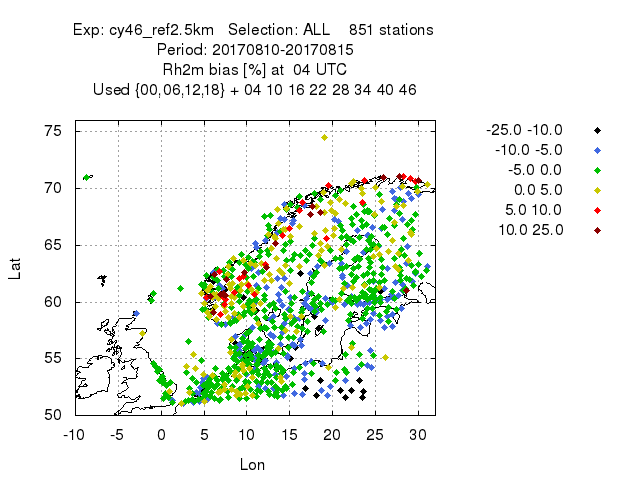 Exp: cy46_ref2.5km   Selection: ALL    851 stations
Period: 20170810-20170815
Rh2m bias [%] at  04 UTC
Used {00,06,12,18} + 04 10 16 22 28 34 40 46
-25.0 -10.0
-10.0 -5.0
-5.0 0.0
0.0 5.0
5.0 10.0
10.0 25.0
75
70
65
60
55
50
Lat
-10 -5 0 5 10 15 20 25 30
Lon